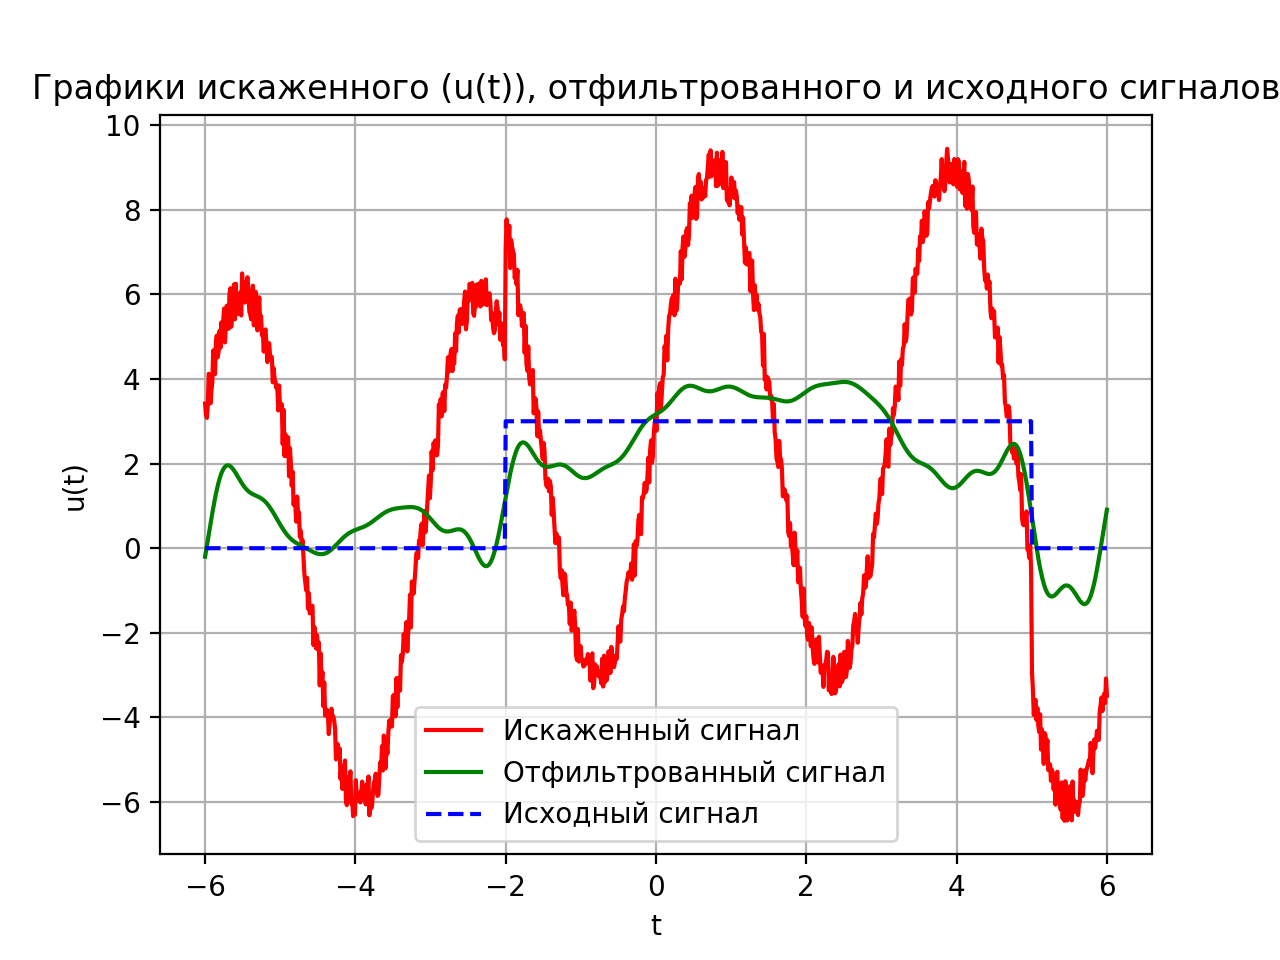 Графики искаженного (u(t)), отфильтрованного и исходного сигналов
10
8
6
4
2
0
−2
−4
−6
u(t)
Искаженный сигнал
Отфильтрованный сигнал
Исходный сигнал
−6 −4 −2 0 2 4 6
t